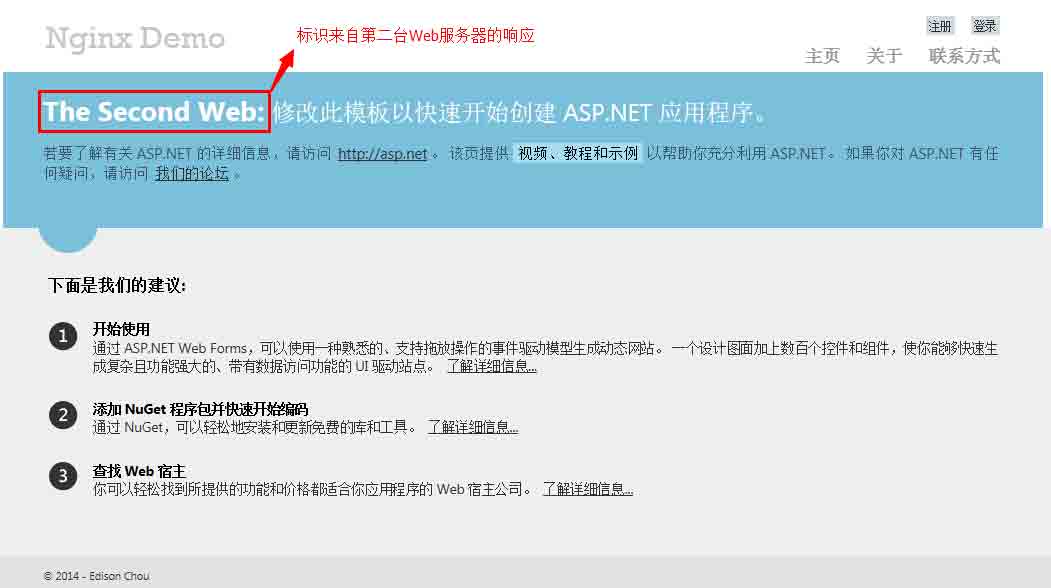 Nginx Demo
标识来自第二台Web服务器的响应
注册 登录
主页 关于 联系方式
The Second Web: 修改此模板以快速开始创建 ASP.NET 应用程序。
若要了解有关 ASP.NET 的详细信息，请访问 http://asp.net 。 该页提供 视频、教程和示例 以帮助你充分利用 ASP.NET。 如果你对 ASP.NET 有任
何疑问，请访问 我们的论坛 。
下面是我们的建议:
1 开始使用
通过 ASP.NET Web Forms，可以使用一种熟悉的、支持拖放操作的事件驱动模型生成动态网站。 一个设计图面加上数百个控件和组件，使你能够快速生
成复杂且功能强大的、带有数据访问功能的 UI 驱动站点。 了解详细信息...
2 添加 NuGet 程序包并快速开始编码
通过 NuGet，可以轻松地安装和更新免费的库和工具。 了解详细信息...
3 查找 Web 宿主
你可以轻松找到所提供的功能和价格都适合你应用程序的 Web 宿主公司。 了解详细信息...
© 2014 - Edison Chou